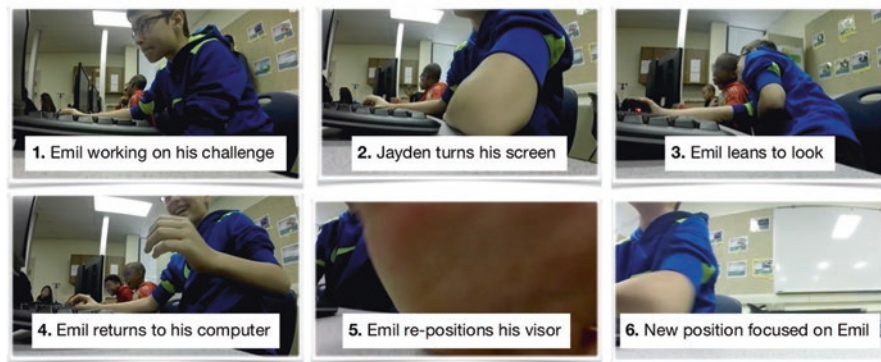 1. Emil working on his challenge
2. Jayden turns his screen
3. Emil leans to look
4. Emil returns to his computer
5. Emil re-positions his visor
6. New position focused on Emil